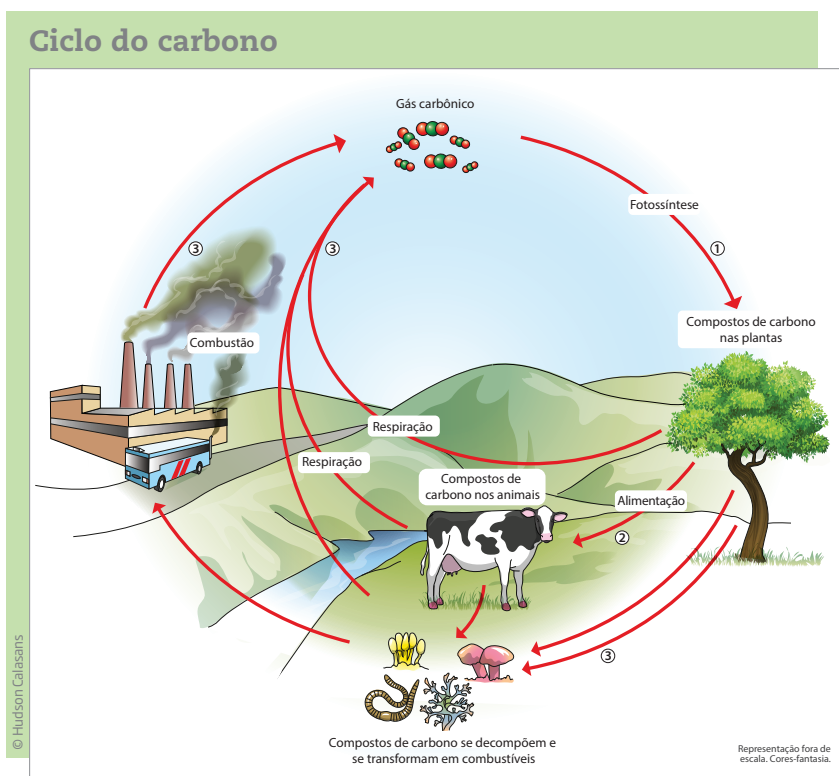 Ciclo do carbono
Gás carbônico
Fotossíntese
①
③
③
Combustão
Compostos de carbono
nas plantas
Respiração
Respiração
Compostos de
carbono nos animais
Alimentação
②
③
Compostos de carbono se decompõem e
se transformam em combustíveis
© Hudson Calasans
Representação fora de
escala. Cores-fantasia.